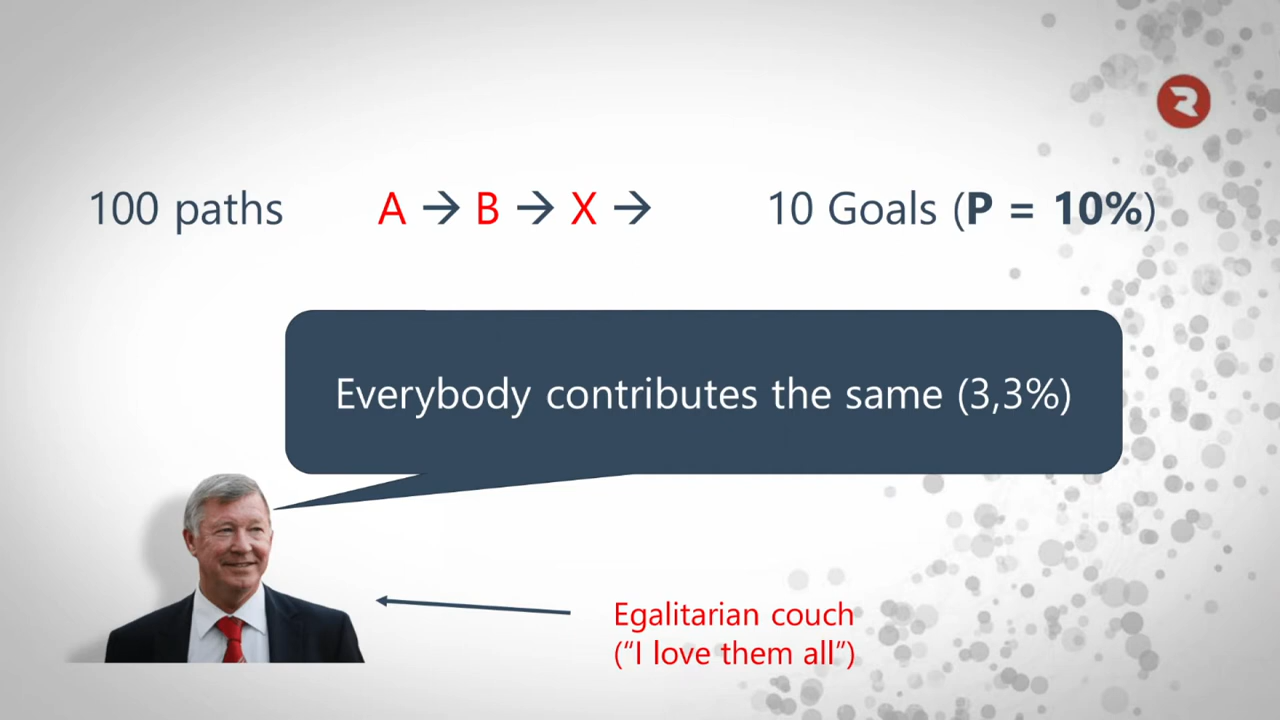 100 paths A → B → X → 10 Goals (P = 10%)
Everybody contributes the same (3,3%)
Egalitarian couch
("I love them all")